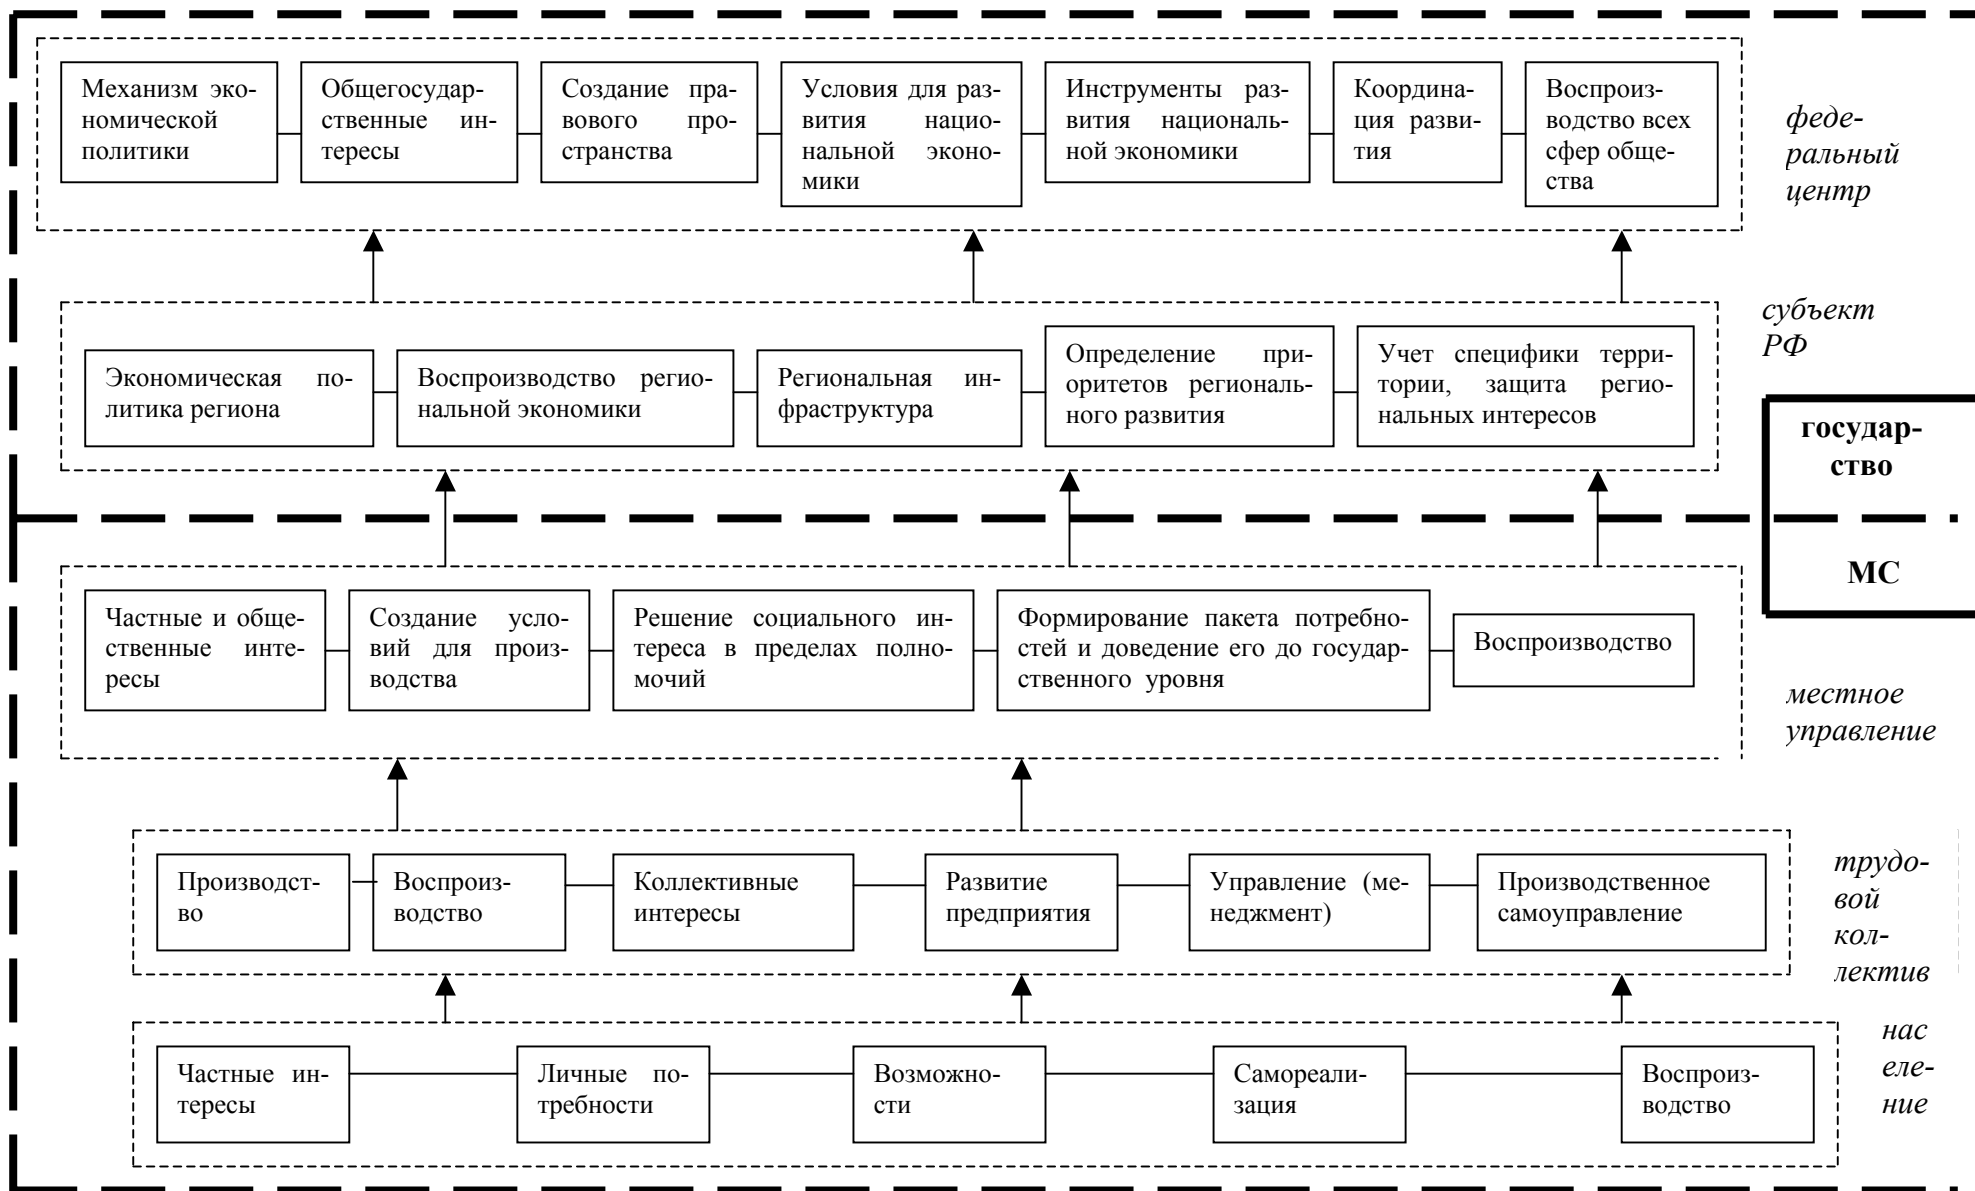 Механизм эко-
номической
политики
Общегосудар-
ственные ин-
тересы
Создание пра-
вового про-
странства
Условия для раз-
вития нацио-
нальной эконо-
мики
Инструменты раз-
вития националь-
ной экономики
Координа-
ция разви-
тия
Воспроиз-
водство всех
сфер обще-
ства
феде-
ральный
центр
субъект
РФ
Экономическая по-
литика региона
Воспроизводство регио-
нальной экономики
Региональная ин-
фраструктура
Определение при-
оритетов региональ-
ного развития
Учет специфики терри-
тории, защита регио-
нальных интересов
государ-
ство
МС
Частные и обще-
ственные инте-
ресы
Создание усло-
вий для произ-
водства
Решение социального ин-
тереса в пределах полно-
мочий
Формирование пакета потребно-
стей и доведение его до государ-
ственного уровня
Воспроизводство
местное
управление
Производст-
во
Воспроиз-
водство
Коллективные
интересы
Развитие
предприятия
Управление (ме-
неджмент)
Производственное
самоуправление
трудо-
вой
кол-
лектив
Частные ин-
тересы
Личные по-
требности
Возможно-
сти
Самореали-
зация
Воспроиз-
водство
нас
еле-
ние